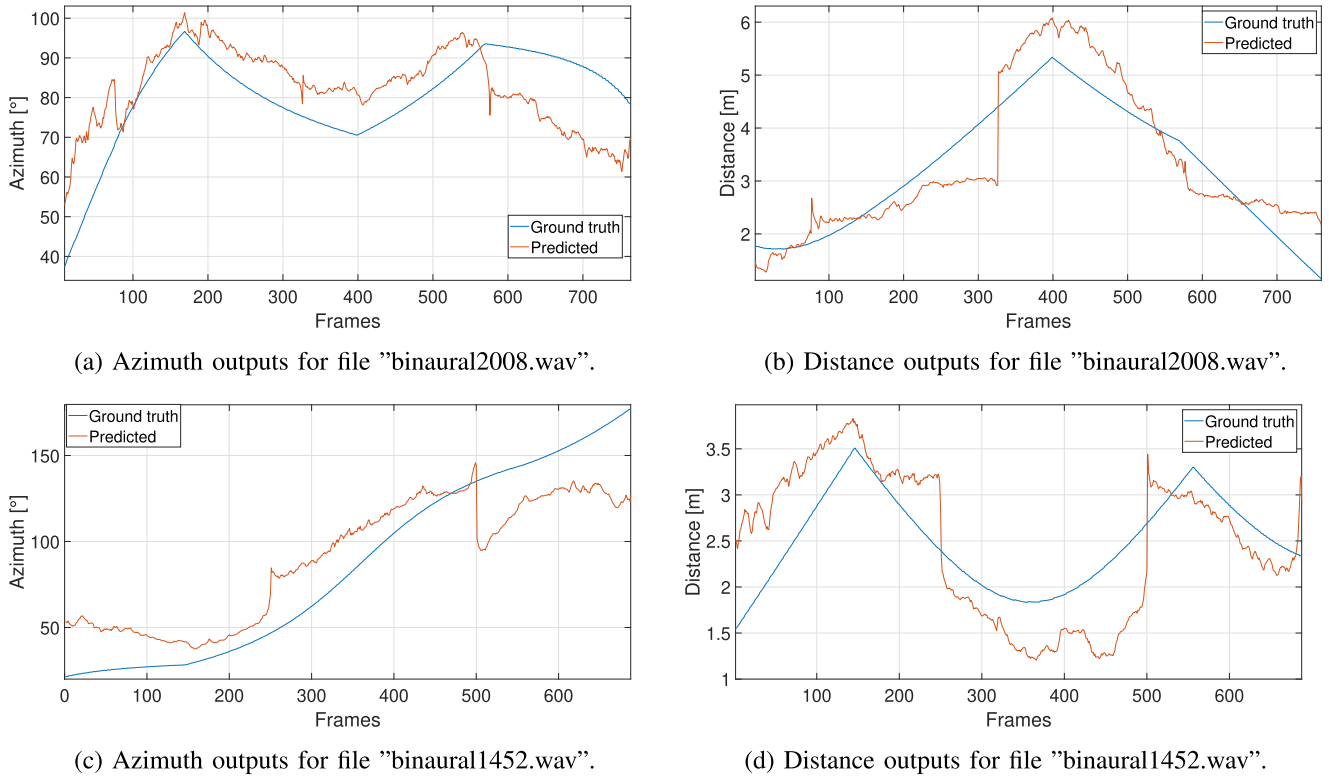 100
90
80
70
60
50
40
Azimuth [°]
Ground truth
Predicted
100 200 300 400 500 600 700
Frames
(a) Azimuth outputs for file ”binaural2008.wav”.
6
5
4
3
2
Distance [m]
Ground truth
Predicted
100 200 300 400 500 600 700
Frames
(b) Distance outputs for file ”binaural2008.wav”.
Ground truth
Predicted
150
100
50
Azimuth [°]
0 100 200 300 400 500 600
Frames
(c) Azimuth outputs for file ”binaural1452.wav”.
Ground truth
Predicted
3.5
3
2.5
2
1.5
1
Distance [m]
100 200 300 400 500 600
Frames
(d) Distance outputs for file ”binaural1452.wav”.